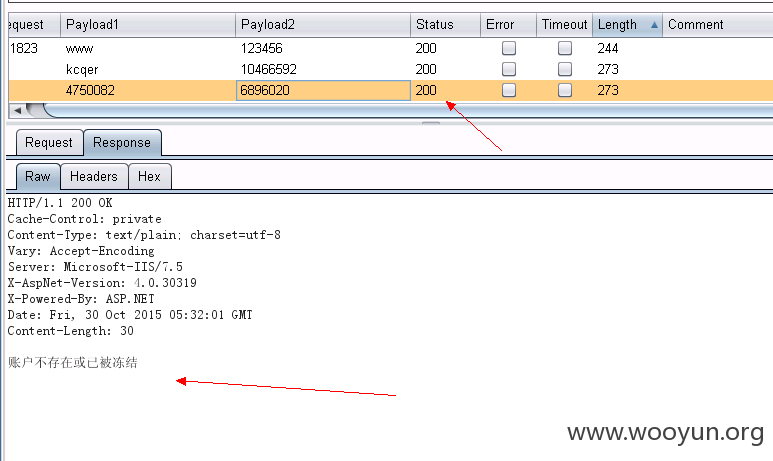 equest Payload1 Payload2 Status Error Timeout Length Comment
1823 www 123456 200 244
kcqer 10466592 200 273
4750082 6896020 200 273
Request Response
Raw Headers Hex
HTTP/1.1 200 OK
Cache-Control: private
Content-Type: text/plain; charset=utf-8
Vary: Accept-Encoding
Server: Microsoft-IIS/7.5
X-AspNet-Version: 4.0.30319
X-Powered-By: ASP.NET
Date: Fri, 30 Oct 2015 05:32:01 GMT
Content-Length: 30
账户不存在或已被冻结
www.wooyun.org